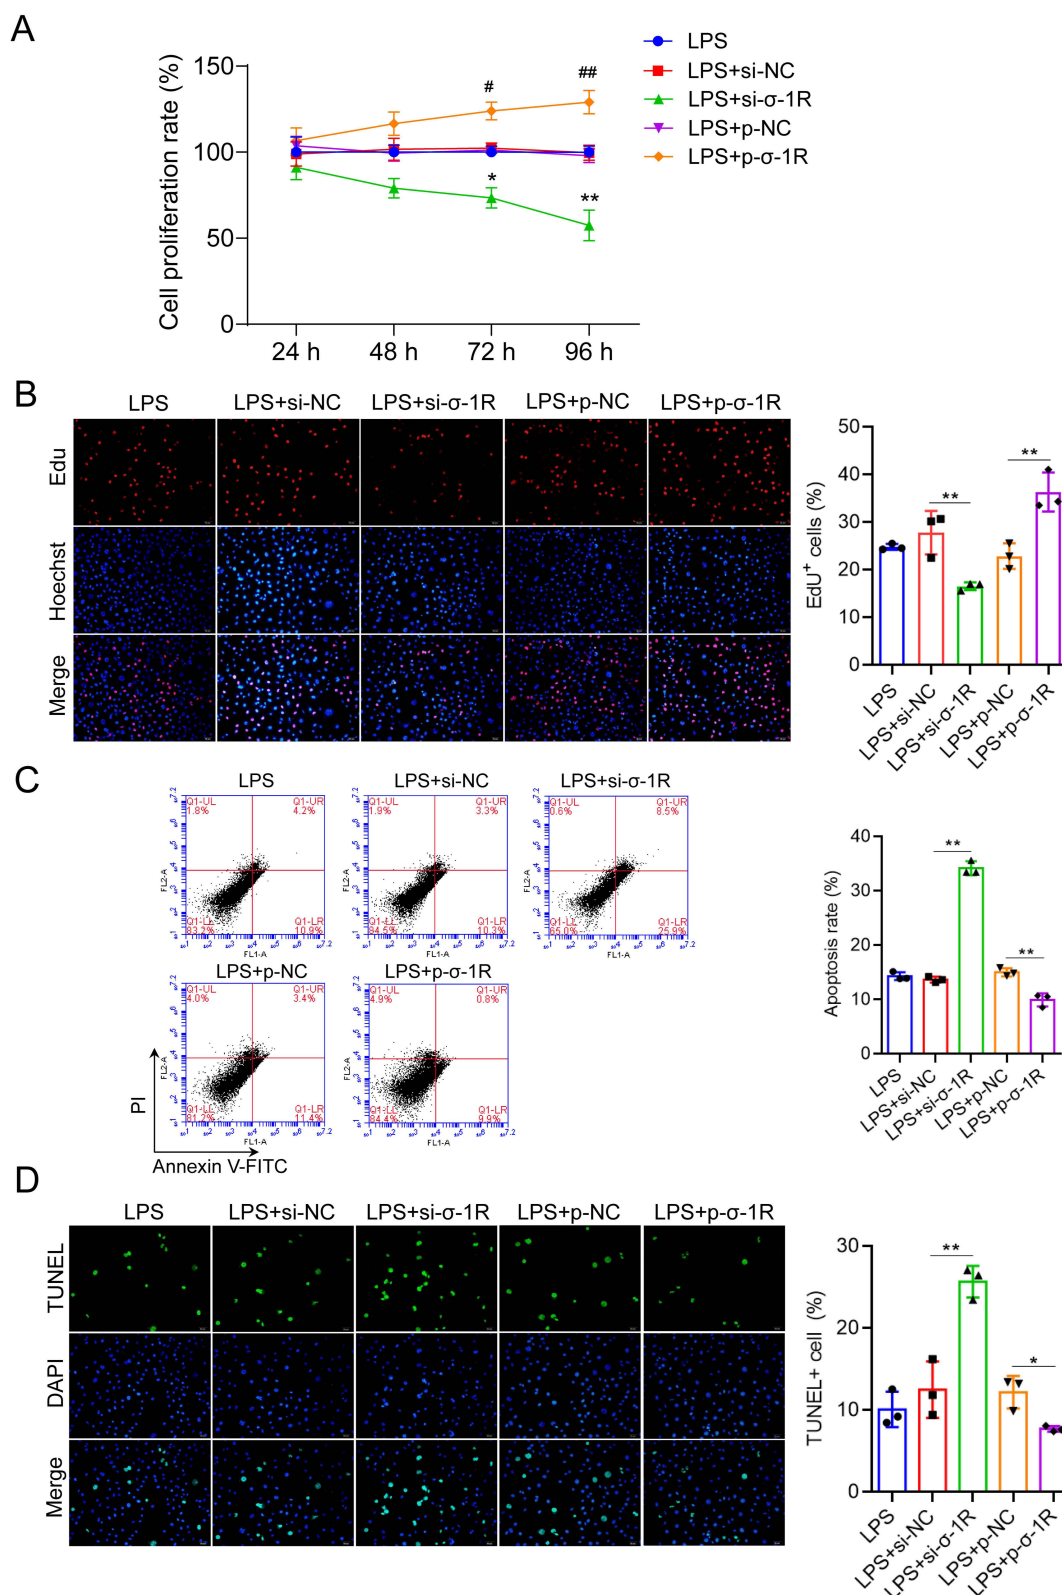 A
Cell proliferation rate (%)
150
100
50
0
24 h 48 h 72 h 96 h
# ##
* **
LPS
LPS+si-NC
LPS+si-σ-1R
LPS+p-NC
LPS+p-σ-1R
B
LPS LPS+si-NC LPS+si-σ-1R LPS+p-NC LPS+p-σ-1R
Edu
Hoechst
Merge
EdU+ cells (%)
50
40
30
20
10
0
** **
LPS
LPS+si-NC
LPS+si-σ-1R
LPS+p-NC
LPS+p-σ-1R
C
LPS LPS+si-NC LPS+si-σ-1R
Q1-UL Q1-UR Q1-UL Q1-UR Q1-UL Q1-UR
1.8% 4.2% 1.9% 3.3% 0.6% 8.5%
Q1-LL Q1-LR Q1-LL Q1-LR Q1-LL Q1-LR
83.2% 10.9% 84.5% 10.3% 65.0% 25.9%
FL2-A FL2-A FL2-A
FL1-A FL1-A FL1-A
LPS+p-NC LPS+p-σ-1R
Q1-UL Q1-UR Q1-UL Q1-UR
4.0% 3.4% 4.9% 0.8%
Q1-LL Q1-LR Q1-LL Q1-LR
81.2% 11.4% 84.4% 9.9%
FL2-A FL2-A
FL1-A FL1-A
PI
Annexin V-FITC
Apoptosis rate (%)
40
30
20
10
0
** **
LPS
LPS+si-NC
LPS+si-σ-1R
LPS+p-NC
LPS+p-σ-1R
D
LPS LPS+si-NC LPS+si-σ-1R LPS+p-NC LPS+p-σ-1R
TUNEL
DAPI
Merge
TUNEL+ cell (%)
30
20
10
0
** *
LPS
LPS+si-NC
LPS+si-σ-1R
LPS+p-NC
LPS+p-σ-1R